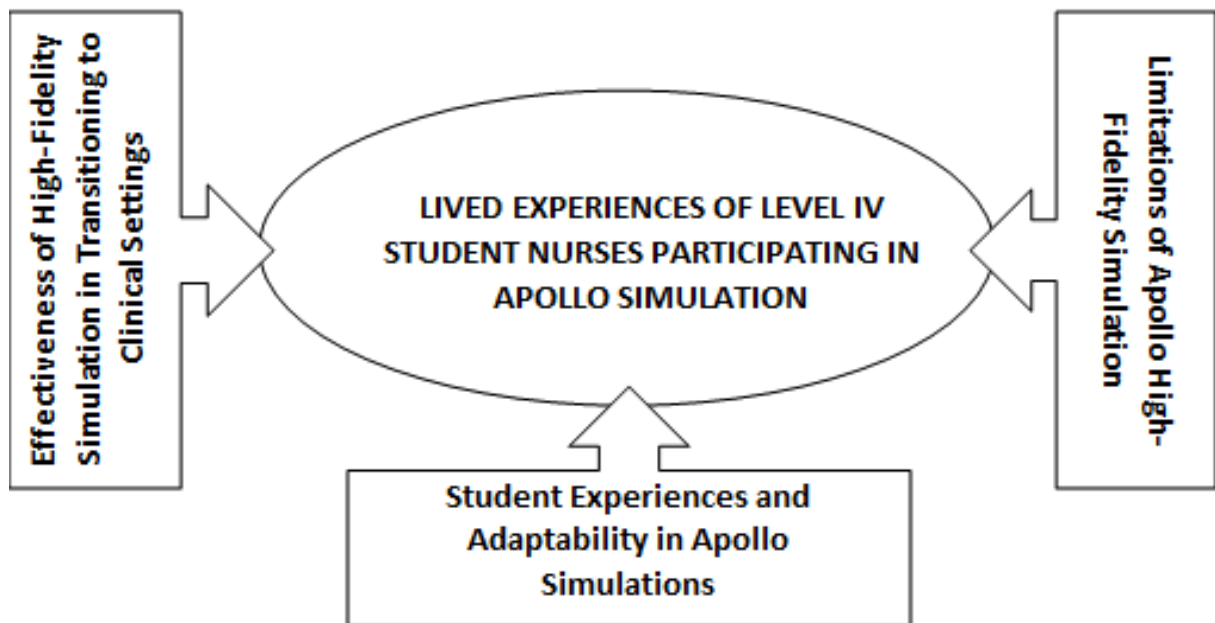 Effectiveness of High-Fidelity
Simulation in Transitioning to
Clinical Settings
LIVED EXPERIENCES OF LEVEL IV
STUDENT NURSES PARTICIPATING IN
APOLLO SIMULATION
Limitations of Apollo High-
Fidelity Simulation
Student Experiences and
Adaptability in Apollo
Simulations